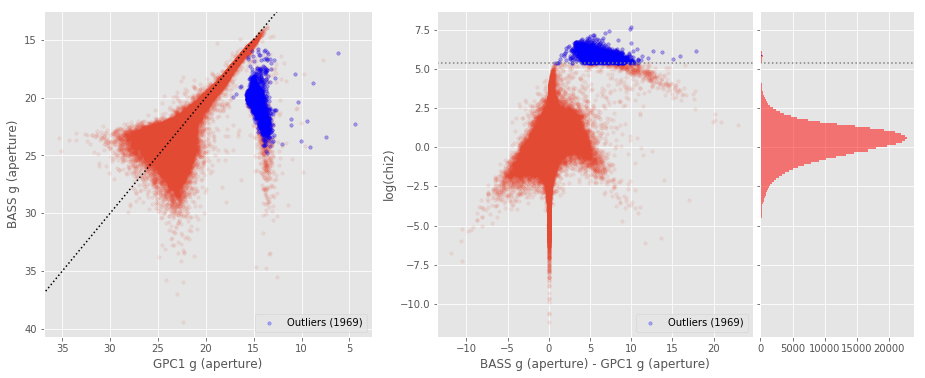 15
20
25
30
35
40
BASS g (aperture)
35 30 25 20 15 10 5
GPC1 g (aperture)
Outliers (1969)
7.5
5.0
2.5
0.0
−2.5
−5.0
−7.5
−10.0
log(chi2)
−10 −5 0 5 10 15 20
BASS g (aperture) - GPC1 g (aperture)
Outliers (1969)
0 5000 10000 15000 20000